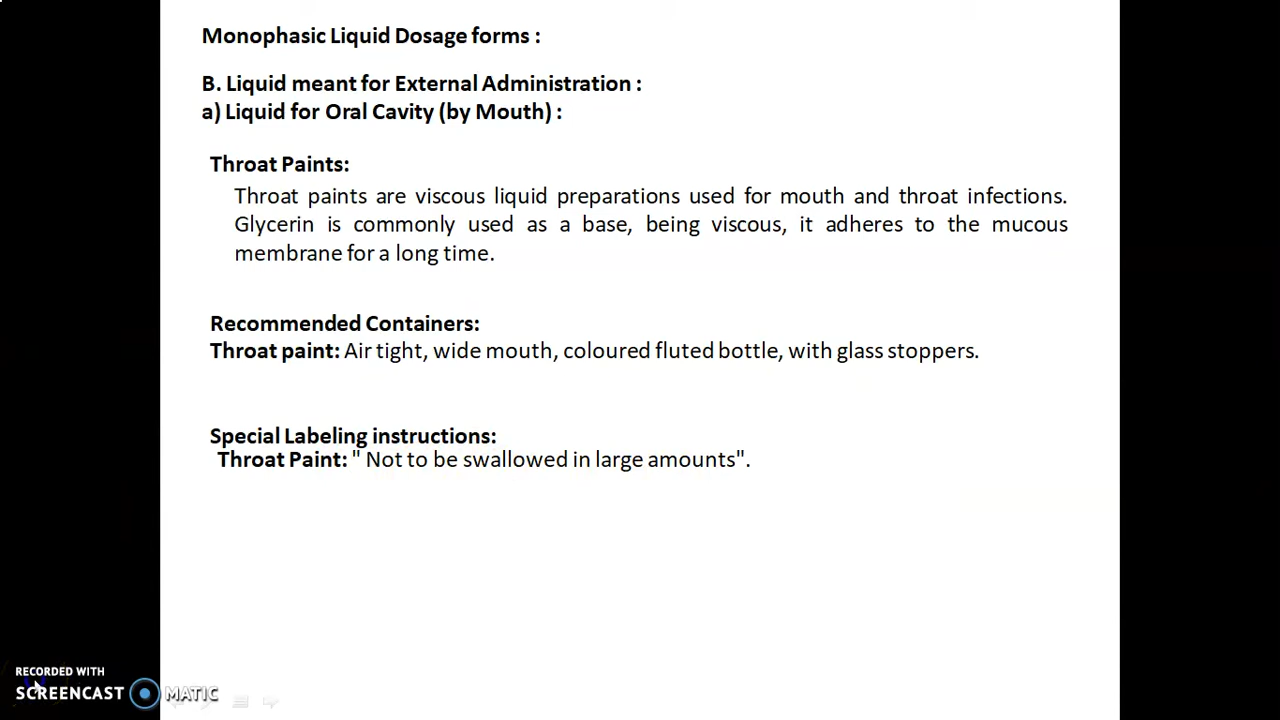 Monophasic Liquid Dosage forms :
B. Liquid meant for External Administration :
a) Liquid for Oral Cavity (by Mouth) :
Throat Paints:
Throat paints are viscous liquid preparations used for mouth and throat infections.
Glycerin is commonly used as a base, being viscous, it adheres to the mucous
membrane for a long time.
Recommended Containers:
Throat paint: Air tight, wide mouth, coloured fluted bottle, with glass stoppers.
Special Labeling instructions:
Throat Paint: " Not to be swallowed in large amounts".
RECORDED WITH
SCREENCAST MATIC